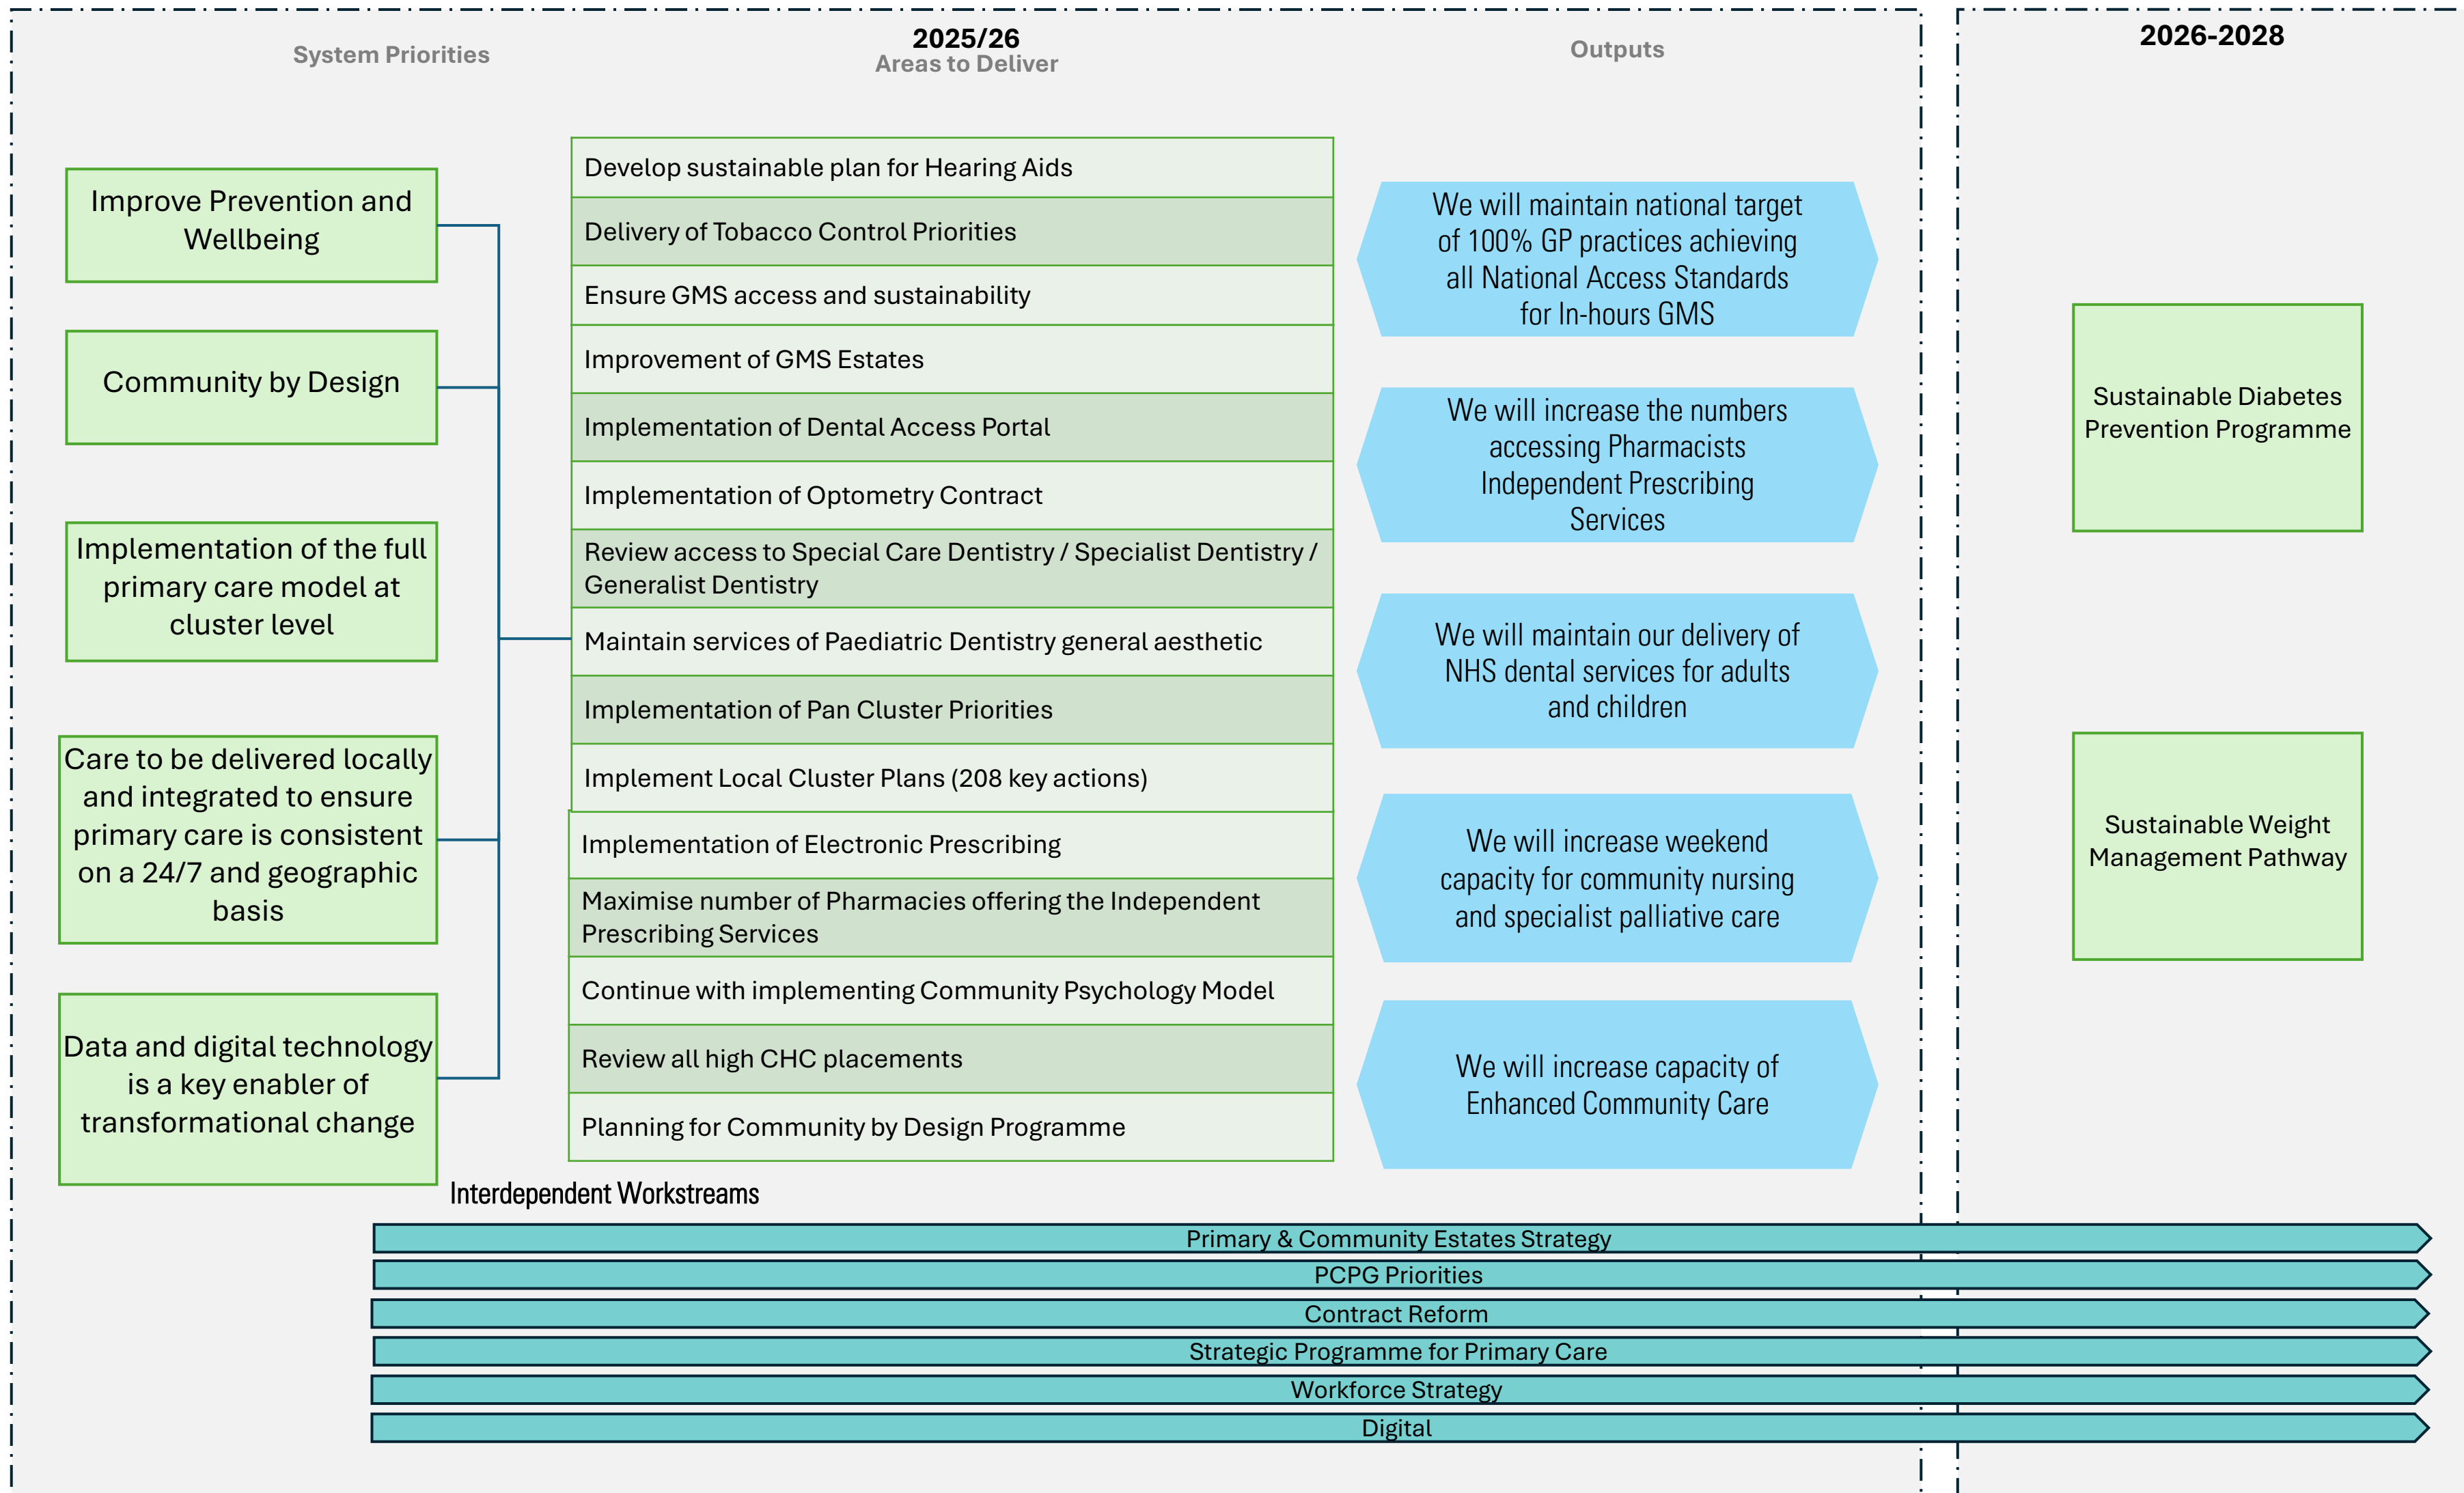 System Priorities
2025/26
Areas to Deliver
Outputs
2026-2028
Improve Prevention and
Wellbeing
Community by Design
Implementation of the full
primary care model at
cluster level
Care to be delivered locally
and integrated to ensure
primary care is consistent
on a 24/7 and geographic
basis
Data and digital technology
is a key enabler of
transformational change
Develop sustainable plan for Hearing Aids
Delivery of Tobacco Control Priorities
Ensure GMS access and sustainability
Improvement of GMS Estates
Implementation of Dental Access Portal
Implementation of Optometry Contract
Review access to Special Care Dentistry / Specialist Dentistry /
Generalist Dentistry
Maintain services of Paediatric Dentistry general aesthetic
Implementation of Pan Cluster Priorities
Implement Local Cluster Plans (208 key actions)
Implementation of Electronic Prescribing
Maximise number of Pharmacies offering the Independent
Prescribing Services
Continue with implementing Community Psychology Model
Review all high CHC placements
Planning for Community by Design Programme
We will maintain national target
of 100% GP practices achieving
all National Access Standards
for In-hours GMS
We will increase the numbers
accessing Pharmacists
Independent Prescribing
Services
We will maintain our delivery of
NHS dental services for adults
and children
We will increase weekend
capacity for community nursing
and specialist palliative care
We will increase capacity of
Enhanced Community Care
Sustainable Diabetes
Prevention Programme
Sustainable Weight
Management Pathway
Interdependent Workstreams
Primary & Community Estates Strategy
PCPG Priorities
Contract Reform
Strategic Programme for Primary Care
Workforce Strategy
Digital